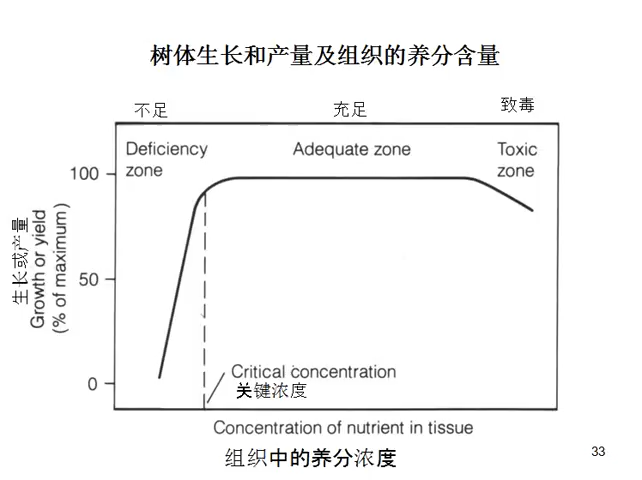 树体生长和产量及组织的养分含量
不足
充足
致毒
Deficiency
zone
Adequate zone
Toxic
zone
100
50
0
生长或产量
Growth or yield
(% of maximum)
Critical concentration
关键浓度
Concentration of nutrient in tissue
组织中的养分浓度
33